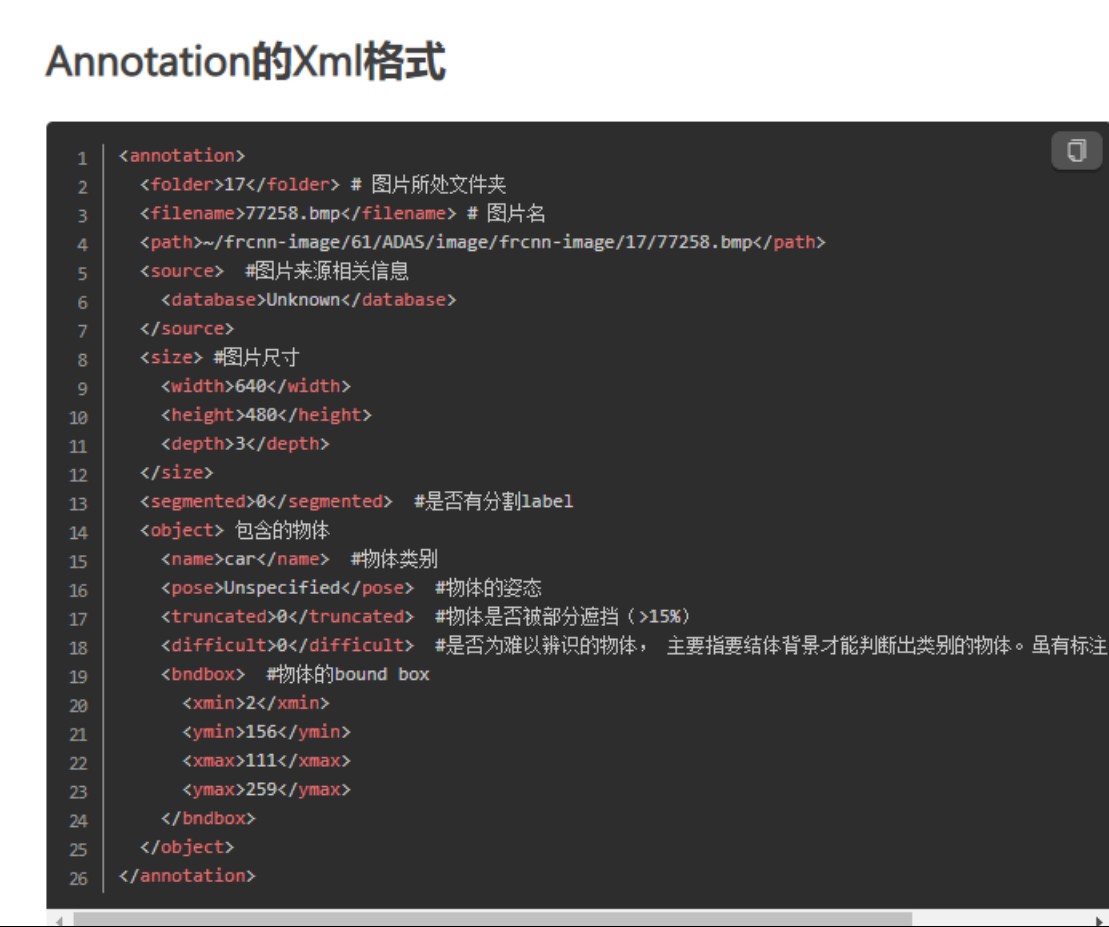 Annotation的Xml格式
1 <annotation>
2 <folder>17</folder> # 图片所处文件夹
3 <filename>77258.bmp</filename> # 图片名
4 <path>~/frcnn-image/61/ADAS/image/frcnn-image/17/77258.bmp</path>
5 <source> #图片来源相关信息
6 <database>Unknown</database>
7 </source>
8 <size> #图片尺寸
9 <width>640</width>
10 <height>480</height>
11 <depth>3</depth>
12 </size>
13 <segmented>0</segmented> #是否有分割label
14 <object> 包含的物体
15 <name>car</name> #物体类别
16 <pose>Unspecified</pose> #物体的姿态
17 <truncated>0</truncated> #物体是否被部分遮挡（>15%）
18 <difficult>0</difficult> #是否为难以辨识的物体， 主要指要结体背景才能判断出类别的物体。虽有标注
19 <bndbox> #物体的bound box
20 <xmin>2</xmin>
21 <ymin>156</ymin>
22 <xmax>111</xmax>
23 <ymax>259</ymax>
24 </bndbox>
25 </object>
26 </annotation>